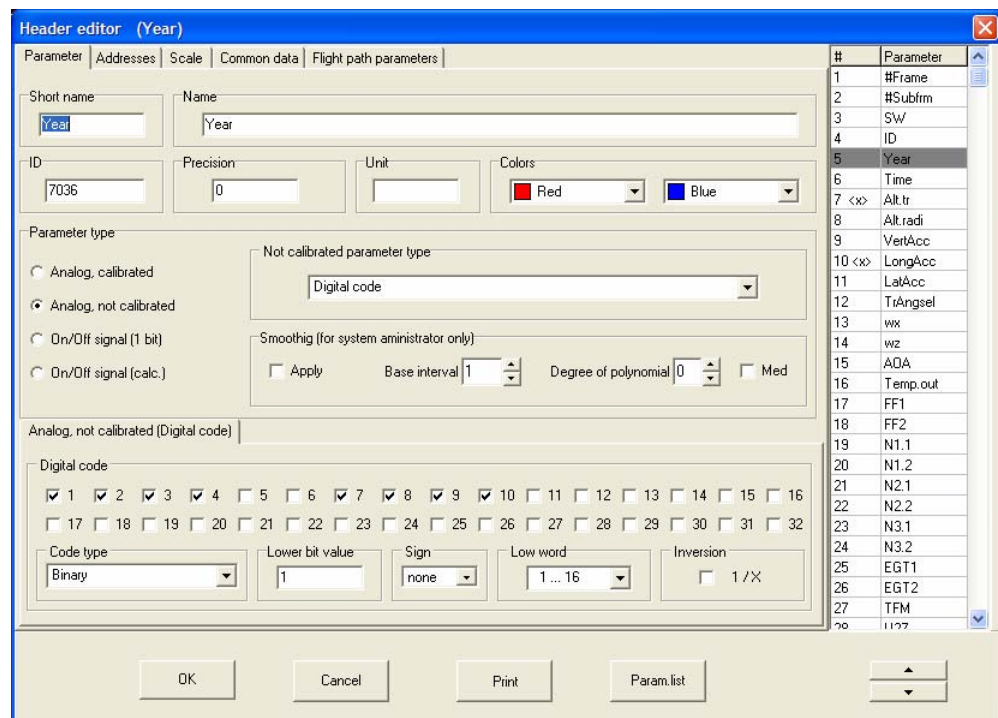 Header editor (Year)
Parameter Addresses Scale Common data Flight path parameters
Short name Name
Year Year
ID Precision Unit Colors
7036 0 Red Blue
Parameter type
Analog, calibrated
Analog, not calibrated
On/Off signal (1 bit)
On/Off signal (calc.)
Not calibrated parameter type
Digital code
Smoothig (for system aministrator only)
Apply Base interval 1 Degree of polynomial 0 Med
Analog, not calibrated (Digital code)
Digital code
1 2 3 4 5 6 7 8 9 10 11 12 13 14 15 16
17 18 19 20 21 22 23 24 25 26 27 28 29 30 31 32
Code type Lower bit value Sign Low word Inversion
Binary 1 none 1 ... 16 1 / X
# Parameter
1 #Frame
2 #Subfrm
3 SW
4 ID
5 Year
6 Time
7 <x> Alt.tr
8 Alt.radi
9 VertAcc
10 <x> LongAcc
11 LatAcc
12 TrAngsel
13 wx
14 wz
15 AOA
16 Temp.out
17 FF1
18 FF2
19 N1.1
20 N1.2
21 N2.1
22 N2.2
23 N3.1
24 N3.2
25 EGT1
26 EGT2
27 TFM
OK Cancel Print Param.list